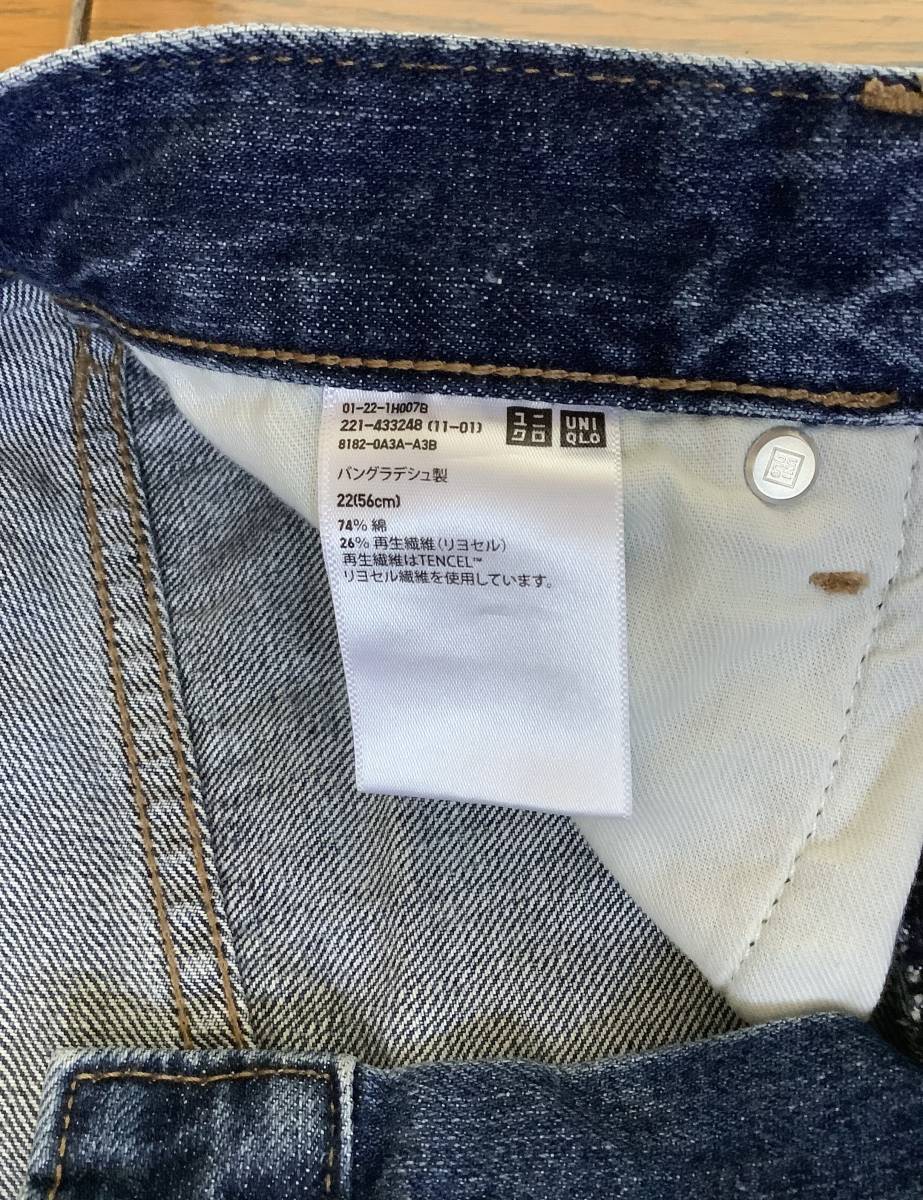 01-22-1H007B
221-433248 (11-01)
8182-0A3A-A3B
ユニ
クロ
UNI
QLO
バングラデシュ製
22(56cm)
74% 綿
26% 再生繊維(リヨセル)
再生繊維はTENCEL™
リヨセル繊維を使用しています。